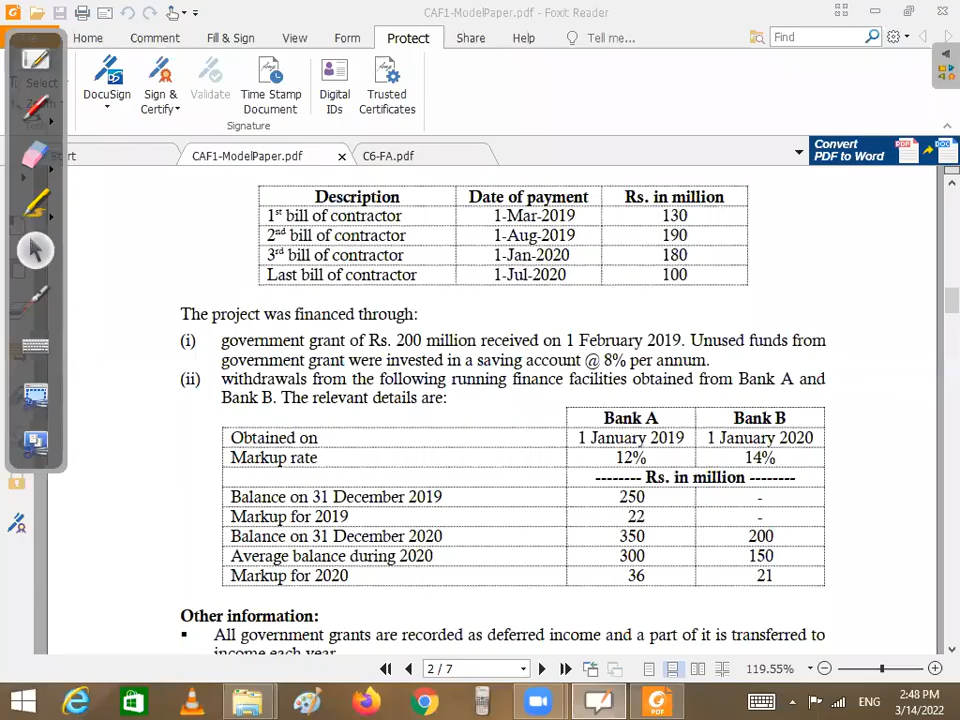 CAF1-ModelPaper.pdf - Foxit Reader
Home Comment Fill & Sign View Form Protect Share Help Tell me... Find
Select
DocuSign
Sign & Certify
Validate
Time Stamp Document
Digital IDs
Trusted Certificates
Signature
CAF1-ModelPaper.pdf C6-FA.pdf
Convert PDF to Word
Description Date of payment Rs. in million
1st bill of contractor 1-Mar-2019 130
2nd bill of contractor 1-Aug-2019 190
3rd bill of contractor 1-Jan-2020 180
Last bill of contractor 1-Jul-2020 100
The project was financed through:
(i) government grant of Rs. 200 million received on 1 February 2019. Unused funds from
government grant were invested in a saving account @ 8% per annum.
(ii) withdrawals from the following running finance facilities obtained from Bank A and
Bank B. The relevant details are:
Bank A Bank B
Obtained on 1 January 2019 1 January 2020
Markup rate 12% 14%
-------- Rs. in million --------
Balance on 31 December 2019 250 -
Markup for 2019 22 -
Balance on 31 December 2020 350 200
Average balance during 2020 300 150
Markup for 2020 36 21
Other information:
▪ All government grants are recorded as deferred income and a part of it is transferred to
income each year.
2 / 7 119.55%
ENG
2:48 PM
3/14/2022